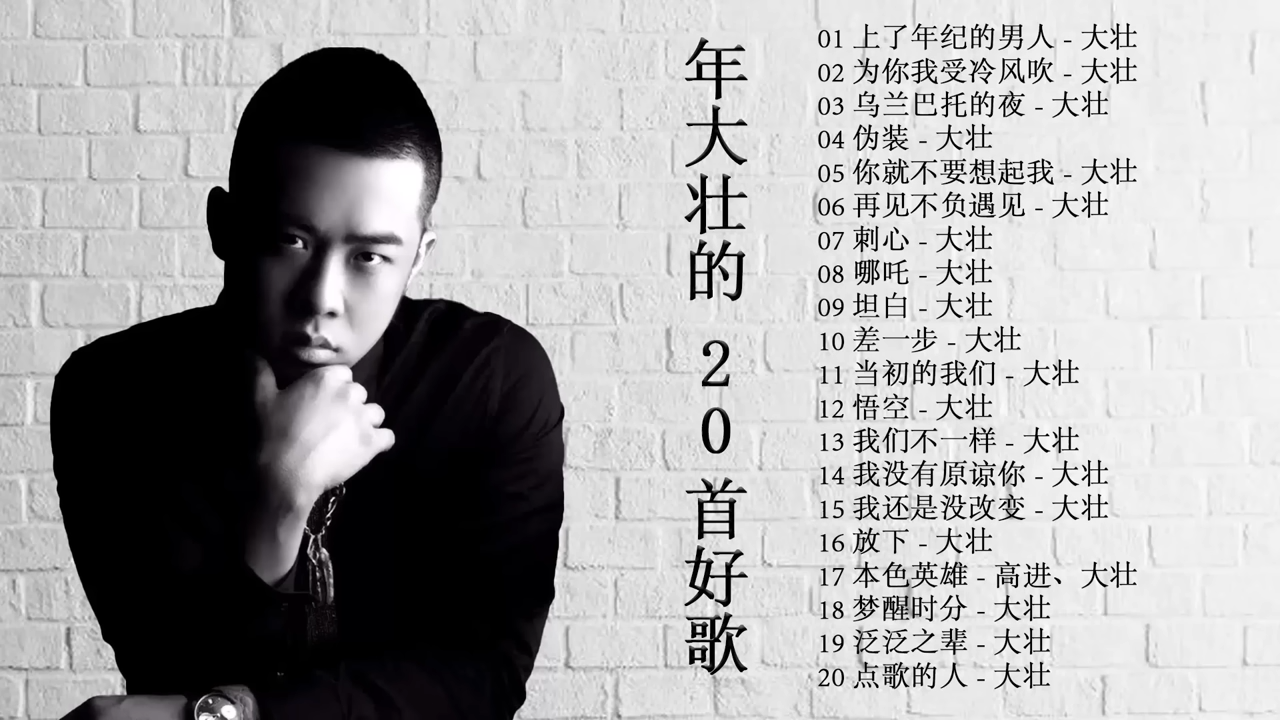 年大壮的 20 首好歌
01 上了年纪的男人 - 大壮
02 为你我受冷风吹 - 大壮
03 乌兰巴托的夜 - 大壮
04 伪装 - 大壮
05 你就不要想起我 - 大壮
06 再见不负遇见 - 大壮
07 刺心 - 大壮
08 哪吒 - 大壮
09 坦白 - 大壮
10 差一步 - 大壮
11 当初的我们 - 大壮
12 悟空 - 大壮
13 我们不一样 - 大壮
14 我没有原谅你 - 大壮
15 我还是没改变 - 大壮
16 放下 - 大壮
17 本色英雄 - 高进、大壮
18 梦醒时分 - 大壮
19 泛泛之辈 - 大壮
20 点歌的人 - 大壮